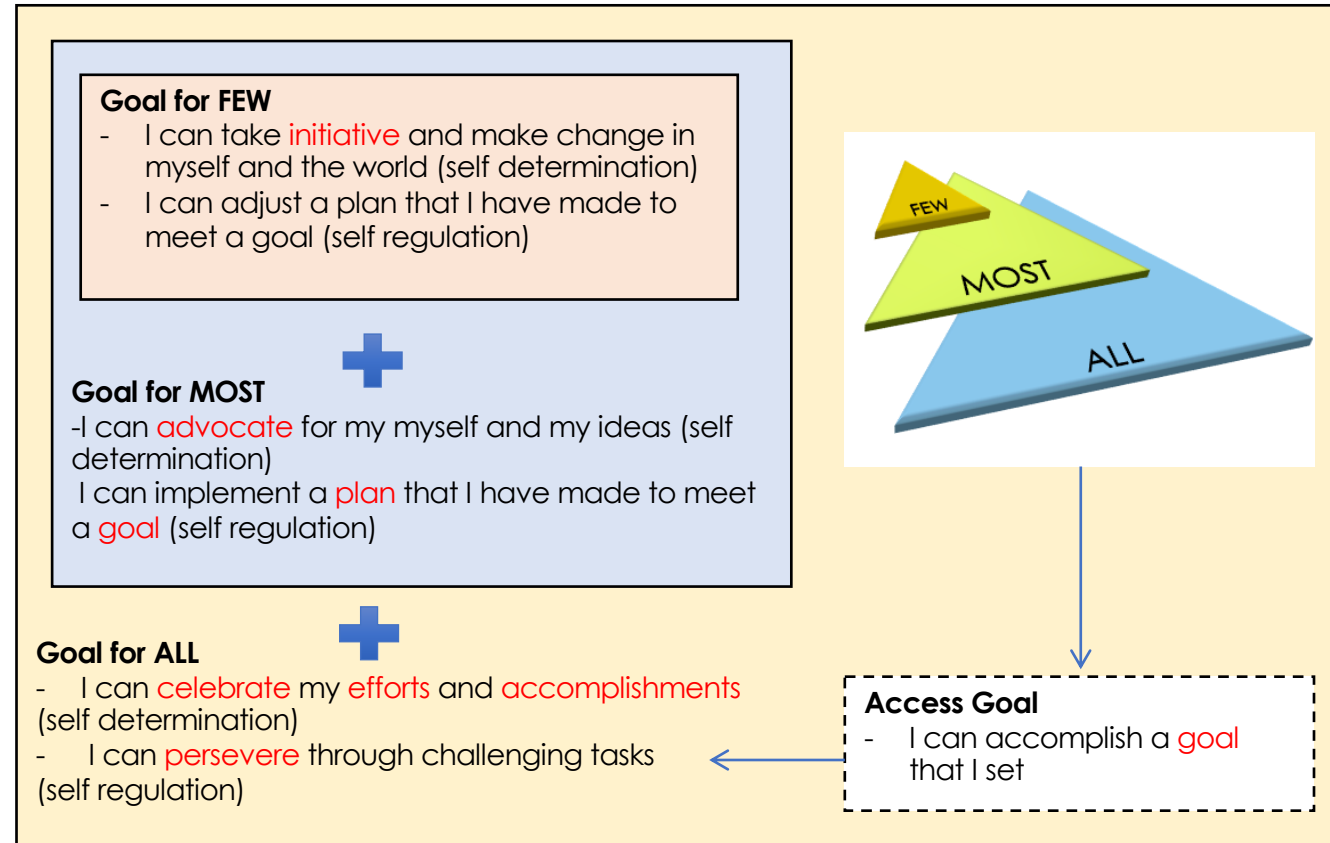 Goal for FEW
- I can take initiative and make change in
myself and the world (self determination)
- I can adjust a plan that I have made to
meet a goal (self regulation)
Goal for MOST
-I can advocate for my myself and my ideas (self
determination)
I can implement a plan that I have made to meet
a goal (self regulation)
Goal for ALL
- I can celebrate my efforts and accomplishments
(self determination)
- I can persevere through challenging tasks
(self regulation)
FEW
MOST
ALL
Access Goal
- I can accomplish a goal
that I set